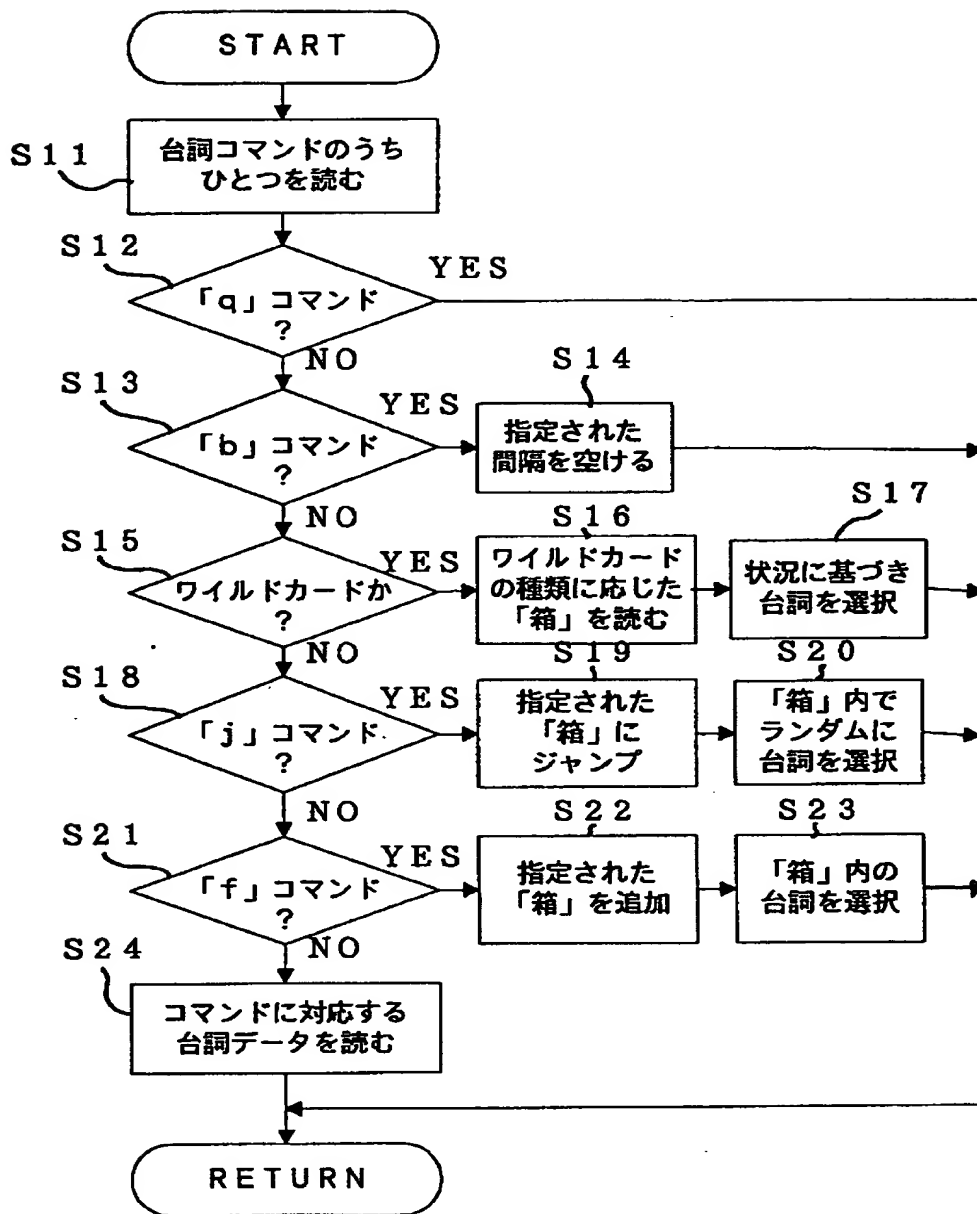 START
S11
台詞コマンドのうち
ひとつを読む
S12
「q」コマンド
?
YES
NO
S13
「b」コマンド
?
YES
S14
指定された
間隔を空ける
NO
S15
ワイルドカードか
?
YES
S16
ワイルドカード
の種類に応じた
「箱」を読む
S17
状況に基づき
台詞を選択
NO
S18
「j」コマンド
?
YES
S19
指定された
「箱」に
ジャンプ
S20
「箱」内で
ランダムに
台詞を選択
NO
S21
「f」コマンド
?
YES
S22
指定された
「箱」を追加
S23
「箱」内の
台詞を選択
NO
S24
コマンドに対応する
台詞データを読む
RETURN